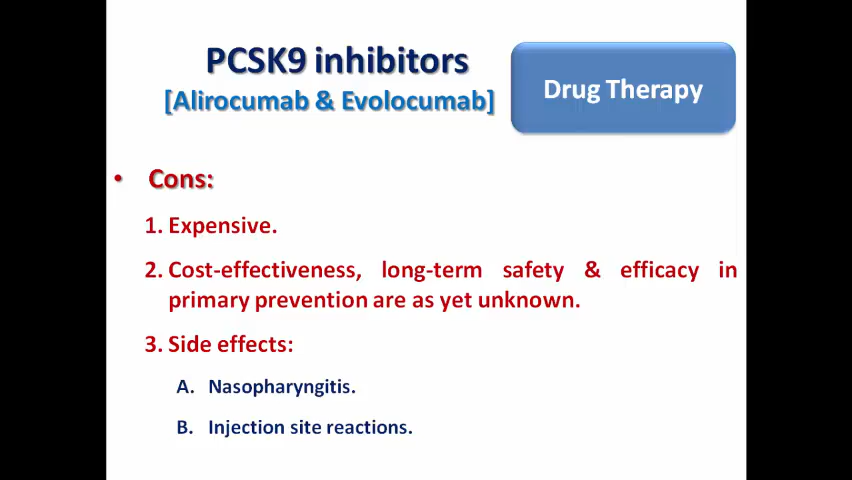 PCSK9 inhibitors
[Alirocumab & Evolocumab]
Drug Therapy
• Cons:
1. Expensive.
2. Cost-effectiveness, long-term safety & efficacy in
primary prevention are as yet unknown.
3. Side effects:
A. Nasopharyngitis.
B. Injection site reactions.